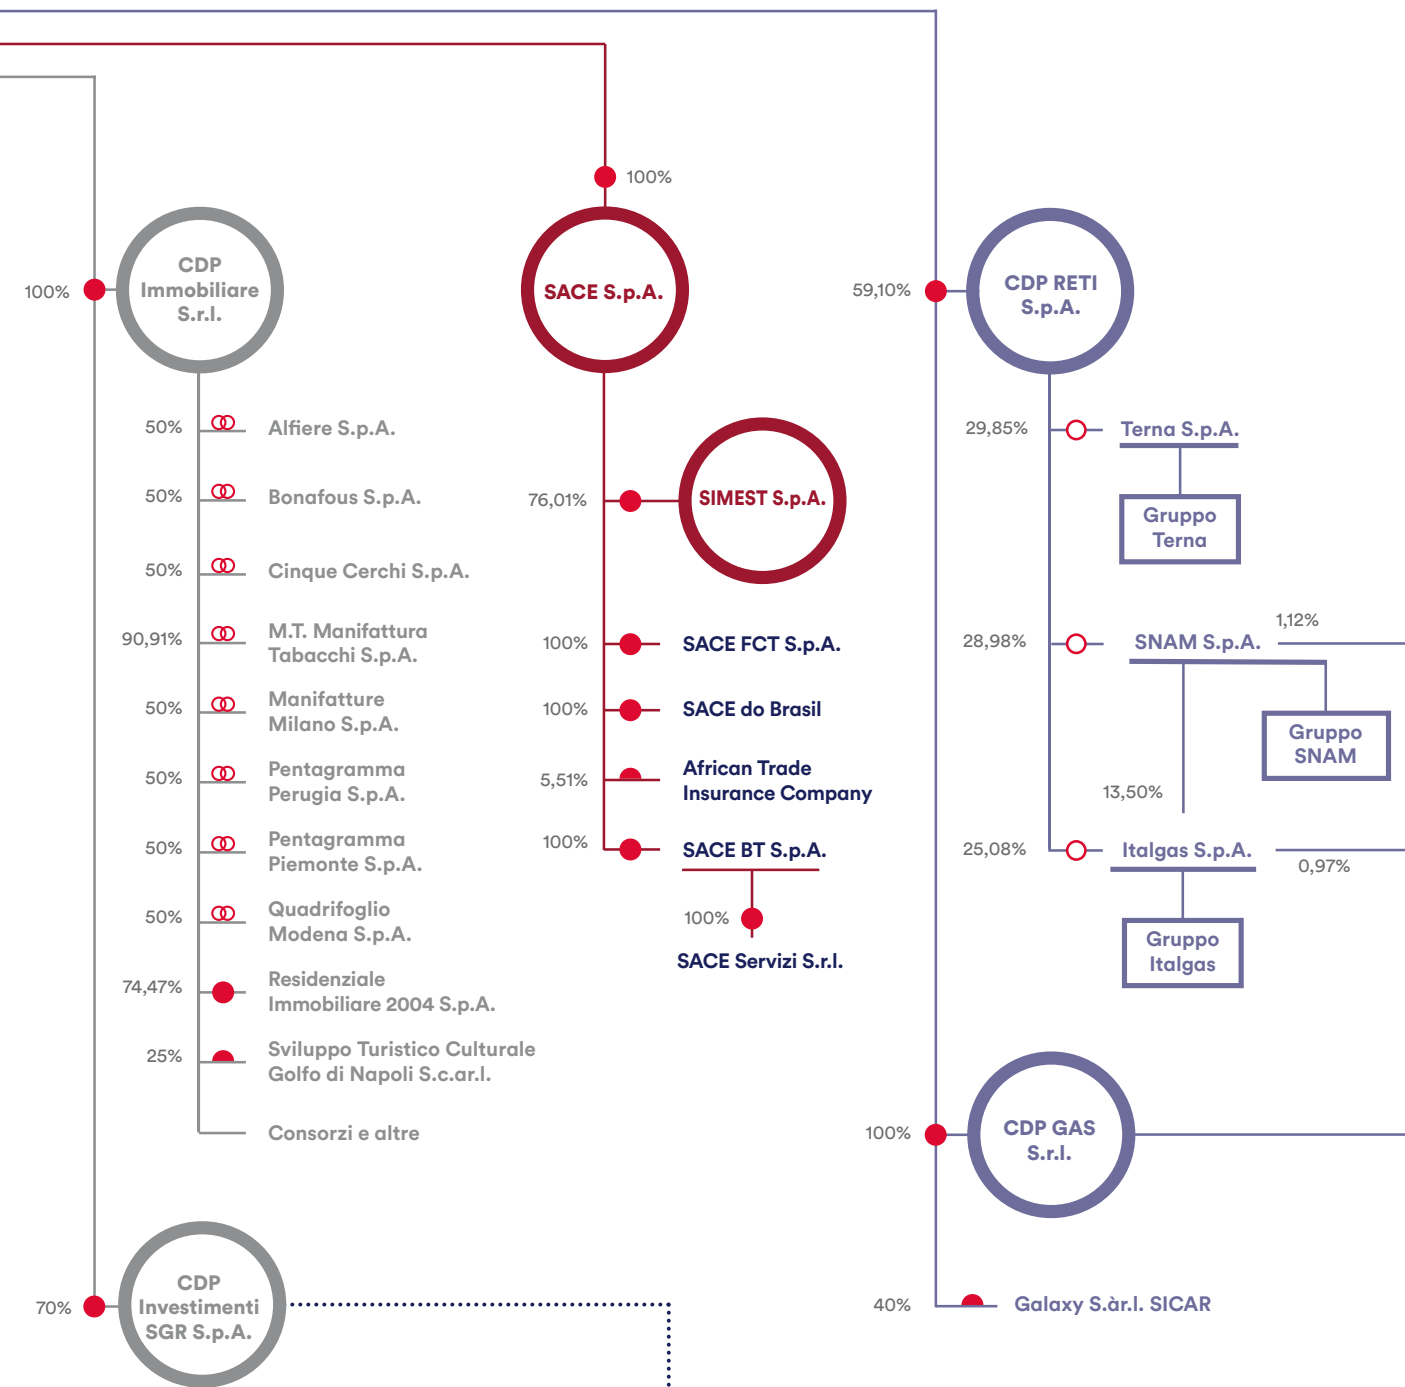 100%
CDP
Immobiliare
S.r.l.
50%
Alfiere S.p.A.
50%
Bonafous S.p.A.
50%
Cinque Cerchi S.p.A.
90,91%
M.T. Manifattura
Tabacchi S.p.A.
50%
Manifatture
Milano S.p.A.
50%
Pentagramma
Perugia S.p.A.
50%
Pentagramma
Piemonte S.p.A.
50%
Quadrifoglio
Modena S.p.A.
74,47%
Residenziale
Immobiliare 2004 S.p.A.
25%
Sviluppo Turistico Culturale
Golfo di Napoli S.c.ar.l.
Consorzi e altre
70%
CDP
Investimenti
SGR S.p.A.
100%
SACE S.p.A.
76,01%
SIMEST S.p.A.
100%
SACE FCT S.p.A.
100%
SACE do Brasil
5,51%
African Trade
Insurance Company
100%
SACE BT S.p.A.
100%
SACE Servizi S.r.l.
59,10%
CDP RETI
S.p.A.
29,85%
Terna S.p.A.
Gruppo
Terna
28,98%
SNAM S.p.A.
1,12%
Gruppo
SNAM
13,50%
25,08%
Italgas S.p.A.
0,97%
Gruppo
Italgas
100%
CDP GAS
S.r.l.
40%
Galaxy S.àr.l. SICAR